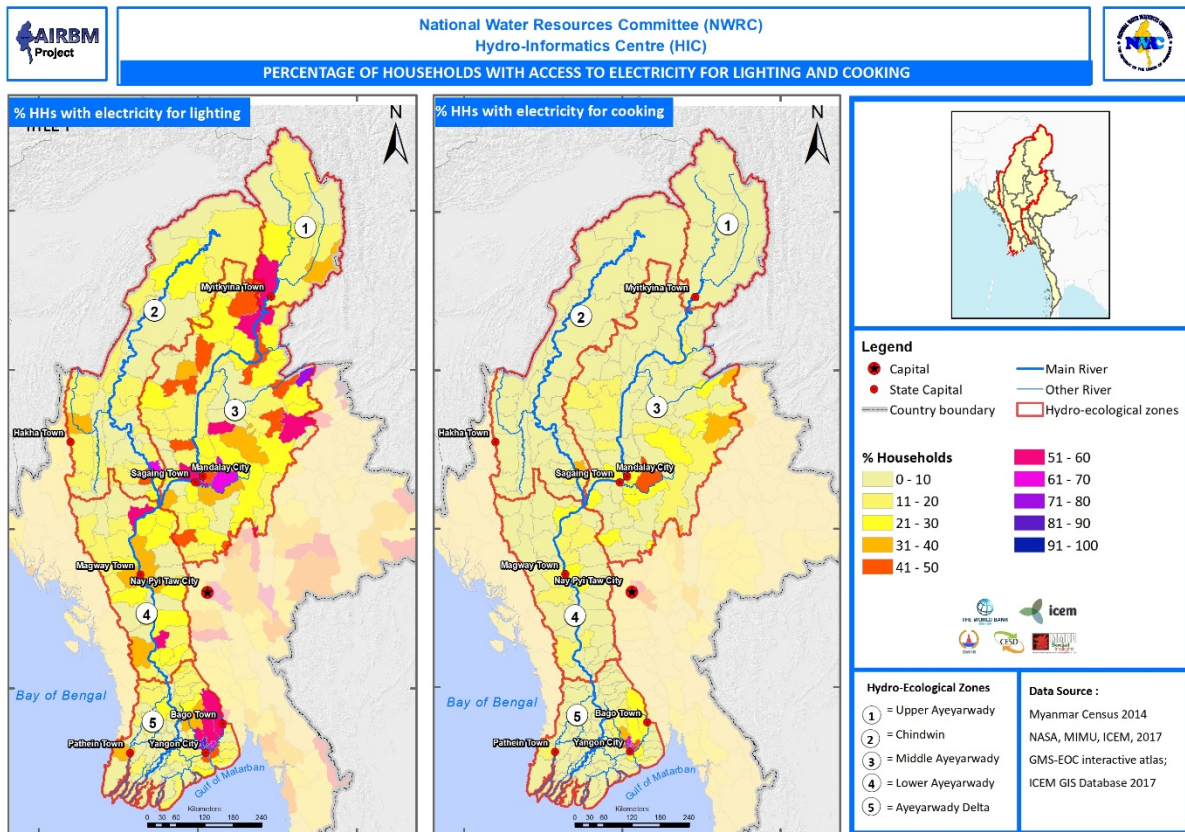 AIRBM
Project
National Water Resources Committee (NWRC)
Hydro-Informatics Centre (HIC)
PERCENTAGE OF HOUSEHOLDS WITH ACCESS TO ELECTRICITY FOR LIGHTING AND COOKING
NWRC
% HHs with electricity for lighting
N
1
Myitkyina Town
2
3
Hakha Town
Sagaing Town
Mandalay City
Magway Town
Nay Pyi Taw City
4
Bay of Bengal
5
Bago Town
Pathein Town
Yangon City
Gulf of Matarban
Kilometers
0 30 60 120 180 240
% HHs with electricity for cooking
N
1
Myitkyina Town
2
3
Hakha Town
Sagaing Town
Mandalay City
Magway Town
Nay Pyi Taw City
4
Bay of Bengal
5
Bago Town
Pathein Town
Yangon City
Gulf of Matarban
Kilometers
0 30 60 120 180 240
Legend
Capital
State Capital
Country boundary
Main River
Other River
Hydro-ecological zones
% Households
0 - 10
11 - 20
21 - 30
31 - 40
41 - 50
51 - 60
61 - 70
71 - 80
81 - 90
91 - 100
THE WORLD BANK
icem
CESD
Social
Hydro-Ecological Zones
1 = Upper Ayeyarwady
2 = Chindwin
3 = Middle Ayeyarwady
4 = Lower Ayeyarwady
5 = Ayeyarwady Delta
Data Source :
Myanmar Census 2014
NASA, MIMU, ICEM, 2017
GMS-EOC interactive atlas;
ICEM GIS Database 2017